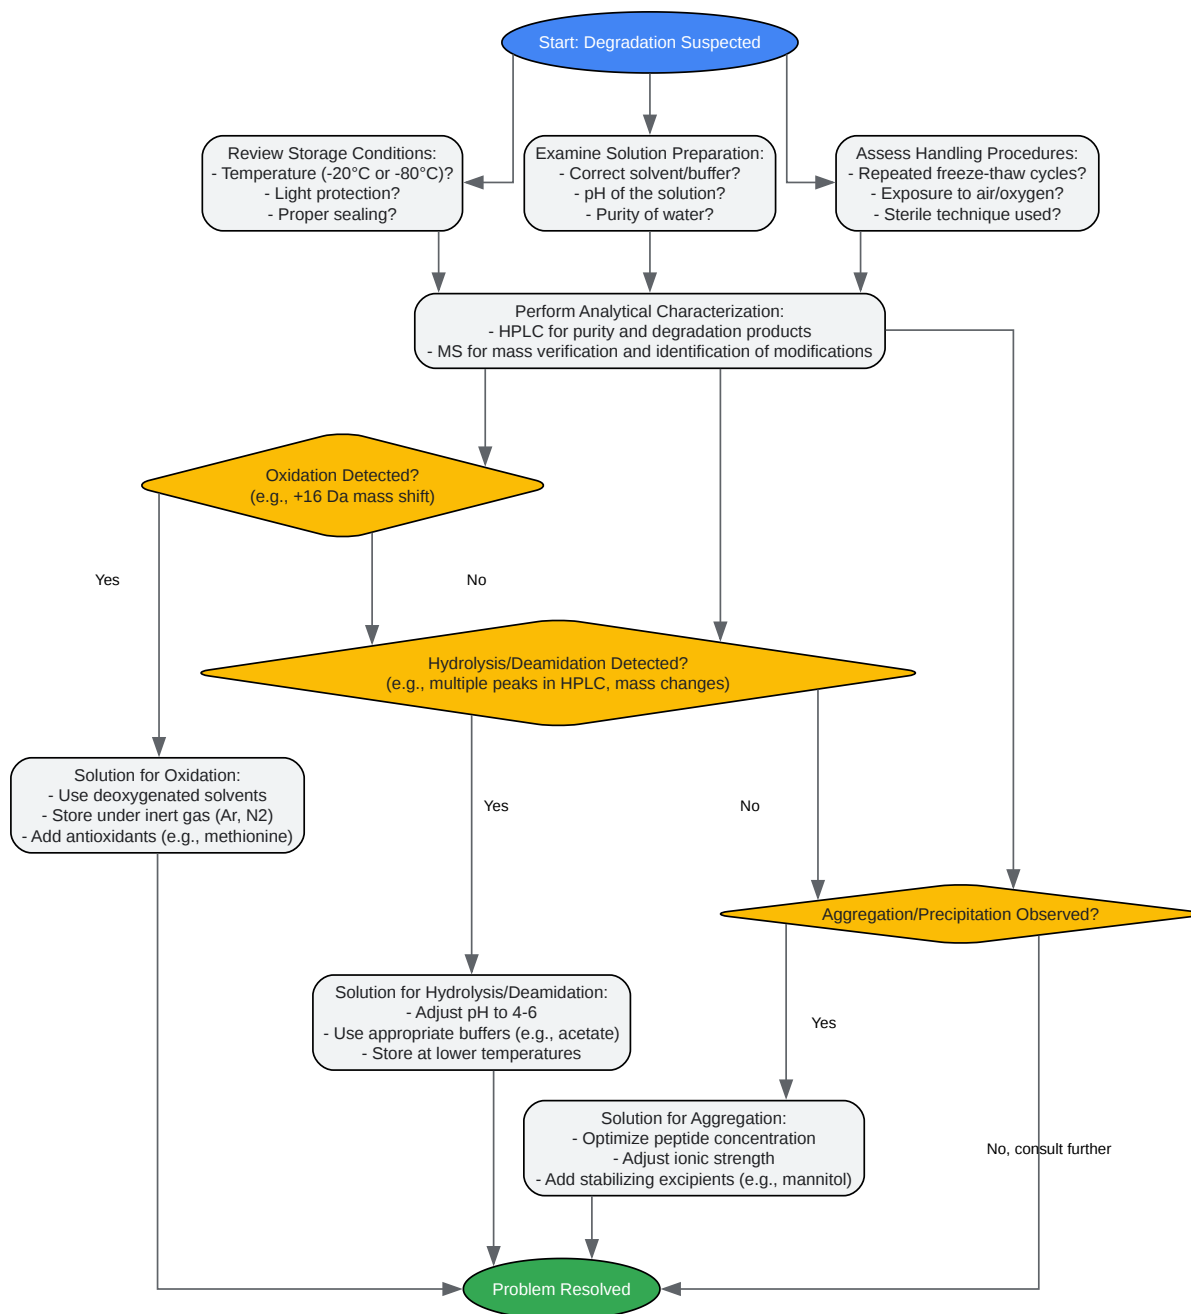 Start: Degradation Suspected
Review Storage Conditions:
- Temperature (-20°C or -80°C)?
- Light protection?
- Proper sealing?
Examine Solution Preparation:
- Correct solvent/buffer?
- pH of the solution?
- Purity of water?
Assess Handling Procedures:
- Repeated freeze-thaw cycles?
- Exposure to air/oxygen?
- Sterile technique used?
Perform Analytical Characterization:
- HPLC for purity and degradation products
- MS for mass verification and identification of modifications
Oxidation Detected?
(e.g., +16 Da mass shift)
Yes
No
Hydrolysis/Deamidation Detected?
(e.g., multiple peaks in HPLC, mass changes)
Solution for Oxidation:
- Use deoxygenated solvents
- Store under inert gas (Ar, N2)
- Add antioxidants (e.g., methionine)
Yes
No
Aggregation/Precipitation Observed?
Solution for Hydrolysis/Deamidation:
- Adjust pH to 4-6
- Use appropriate buffers (e.g., acetate)
- Store at lower temperatures
Yes
Solution for Aggregation:
- Optimize peptide concentration
- Adjust ionic strength
- Add stabilizing excipients (e.g., mannitol)
No, consult further
Problem Resolved